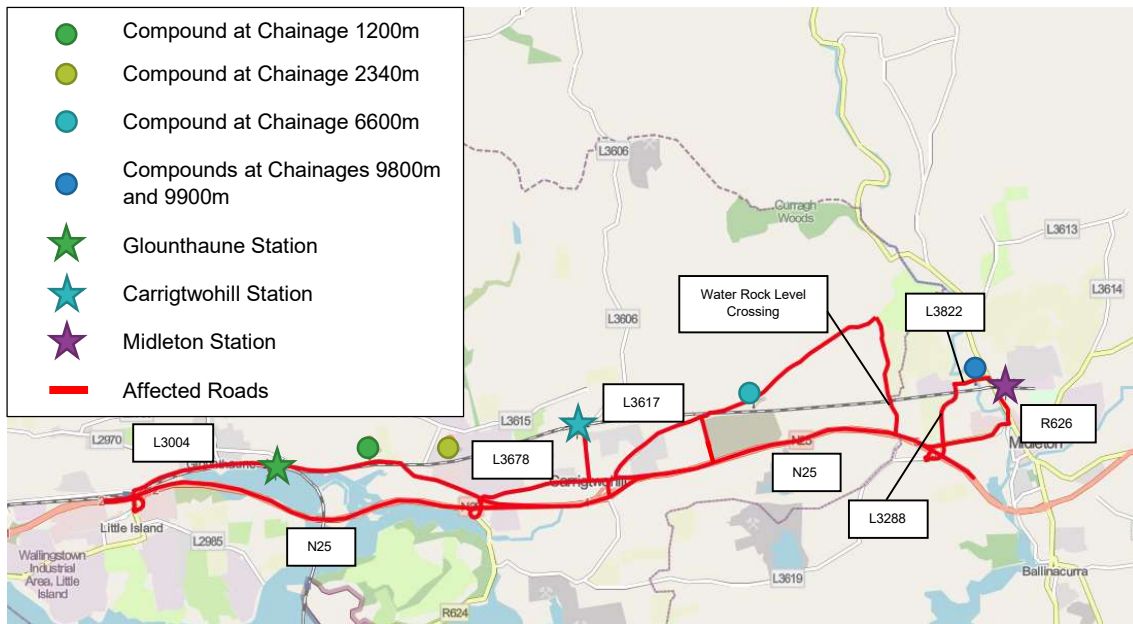 Compound at Chainage 1200m
Compound at Chainage 2340m
Compound at Chainage 6600m
Compounds at Chainages 9800m
and 9900m
Glounthaune Station
Carrigtwohill Station
Midleton Station
Affected Roads
L3606
Curragh
Woods
L3613
L3614
Water Rock Level
Crossing
L3822
L3606
L3617
L3615
L2970
L3004
L3678
R626
N25
Midleton
N25
Carrigtwohill
L3288
Little Island
L2985
N25
Wallingstown
Industrial
Area, Little
Island
L3619
Ballinacurra
R624